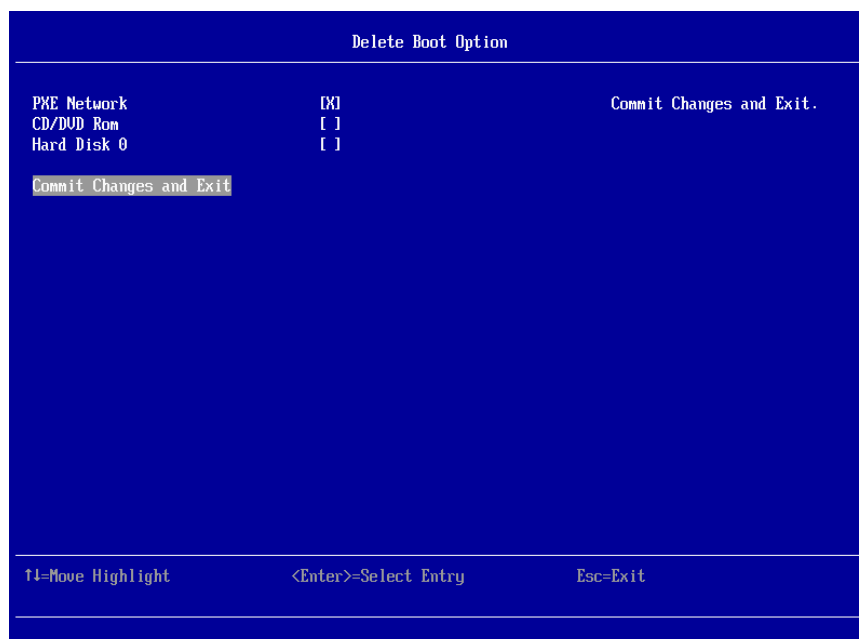 Delete Boot Option
PXE Network [X] Commit Changes and Exit.
CD/DVD Rom [ ]
Hard Disk 0 [ ]
Commit Changes and Exit
↑↓=Move Highlight <Enter>=Select Entry Esc=Exit